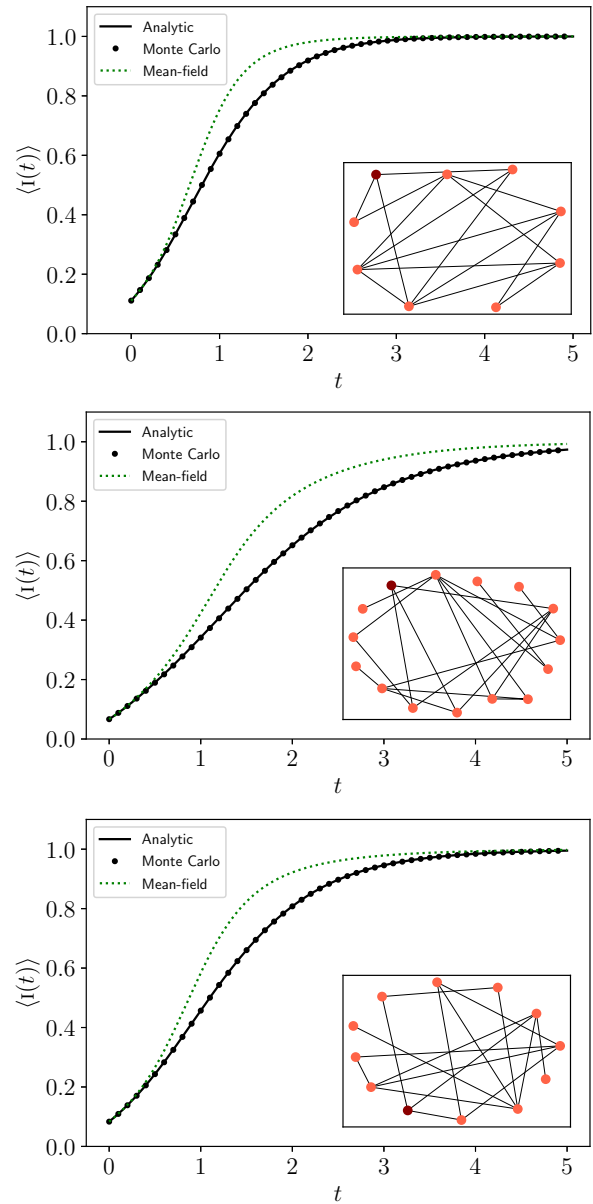 Analytic
Monte Carlo
Mean-field
1.0
0.8
0.6
0.4
0.2
0.0
⟨I(t)⟩
0 1 2 3 4 5
t
Analytic
Monte Carlo
Mean-field
1.0
0.8
0.6
0.4
0.2
0.0
⟨I(t)⟩
0 1 2 3 4 5
t
Analytic
Monte Carlo
Mean-field
1.0
0.8
0.6
0.4
0.2
0.0
⟨I(t)⟩
0 1 2 3 4 5
t